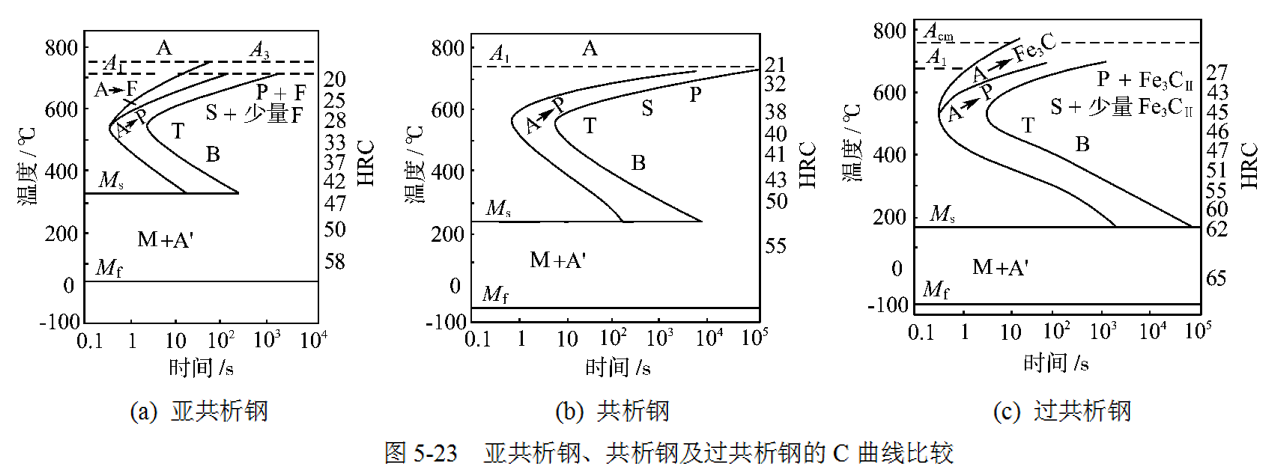 800
600
400
200
0
-100
温度 / ℃
A
A3
A1
A→F
A→P
P + F
S + 少量F
T
B
Ms
M+A'
Mf
20
25
28
33
37
42
47
50
58
HRC
0.1 1 10 10² 10³ 10⁴
时间 /s
(a) 亚共析钢
800
600
400
200
0
-100
温度 / ℃
A
A1
A→P
P
S
T
B
Ms
M+A'
Mf
21
32
38
40
41
43
50
55
HRC
0.1 1 10 10² 10³ 10⁴ 10⁵
时间 /s
(b) 共析钢
800
600
400
200
0
-100
温度 / ℃
Acm
A1
A→Fe₃C
A→P
P + Fe₃CⅡ
S + 少量 Fe₃CⅡ
T
B
Ms
M+A'
Mf
27
43
45
46
47
51
55
60
62
65
HRC
1 10 10² 10³ 10⁴
时间 /s
(c) 过共析钢
图 5-23 亚共析钢、共析钢及过共析钢的 C 曲线比较